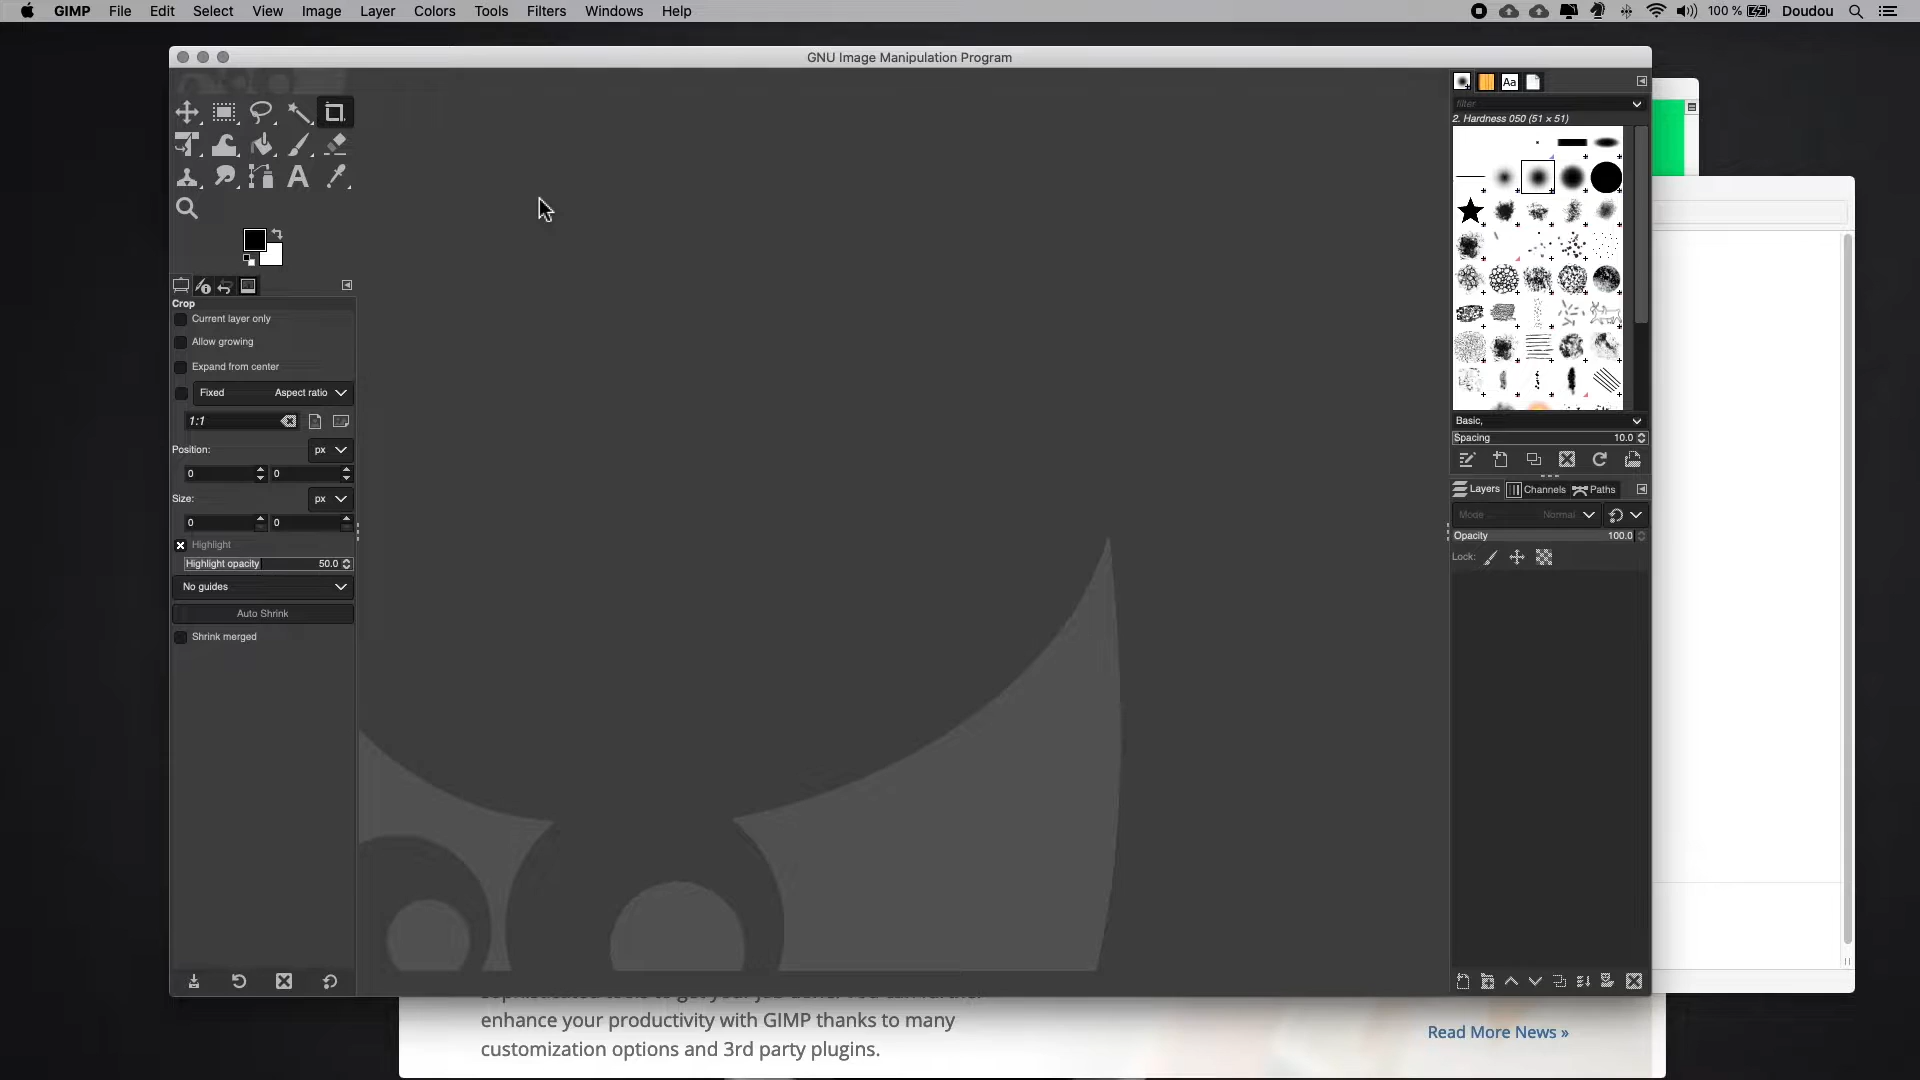 GIMP File Edit Select View Image Layer Colors Tools Filters Windows Help 100 % Doudou
GNU Image Manipulation Program
Aa
filter
2. Hardness 050 (51 × 51)
Crop
Current layer only
Allow growing
Expand from center
Fixed Aspect ratio
1:1
Position: px
0 0
Size: px
0 0
Highlight
Highlight opacity 50.0
No guides
Auto Shrink
Shrink merged
Basic,
Spacing 10.0
Layers Channels Paths
Mode Normal
Opacity 100.0
Lock:
enhance your productivity with GIMP thanks to many
customization options and 3rd party plugins.
Read More News »